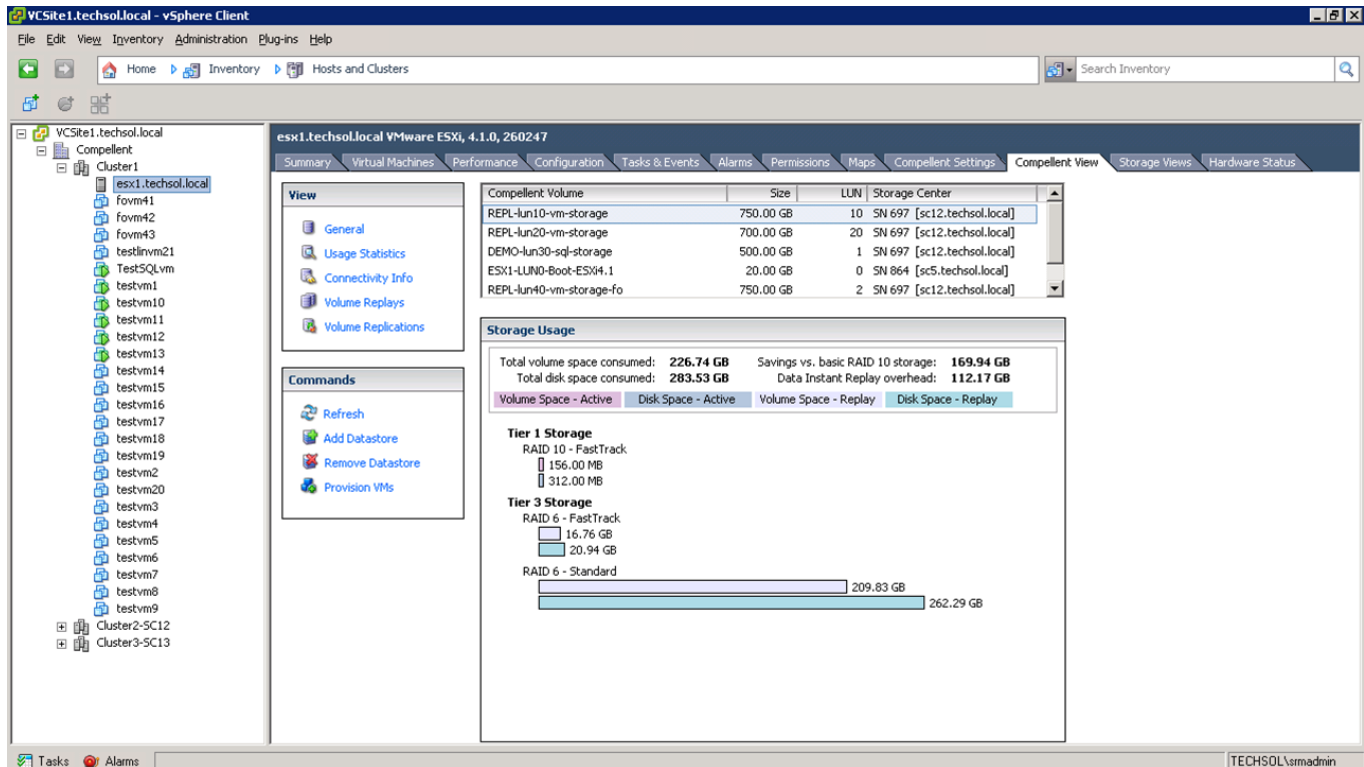 VCSite1.techsol.local - vSphere Client
File Edit View Inventory Administration Plug-ins Help
Home Inventory Hosts and Clusters
Search Inventory
VCSite1.techsol.local
Compellent
Cluster1
esx1.techsol.local
fovm41
fovm42
fovm43
testlinvm21
TestSQLvm
testvm1
testvm10
testvm11
testvm12
testvm13
testvm14
testvm15
testvm16
testvm17
testvm18
testvm19
testvm2
testvm20
testvm3
testvm4
testvm5
testvm6
testvm7
testvm8
testvm9
Cluster2-SC12
Cluster3-SC13
esx1.techsol.local VMware ESXi, 4.1.0, 260247
Summary Virtual Machines Performance Configuration Tasks & Events Alarms Permissions Maps Compellent Settings Compellent View Storage Views Hardware Status
View
General
Usage Statistics
Connectivity Info
Volume Replays
Volume Replications
Commands
Refresh
Add Datastore
Remove Datastore
Provision VMs
Compellent Volume Size LUN Storage Center
REPL-lun10-vm-storage 750.00 GB 10 SN 697 [sc12.techsol.local]
REPL-lun20-vm-storage 700.00 GB 20 SN 697 [sc12.techsol.local]
DEMO-lun30-sql-storage 500.00 GB 1 SN 697 [sc12.techsol.local]
ESX1-LUN0-Boot-ESXi4.1 20.00 GB 0 SN 864 [sc5.techsol.local]
REPL-lun40-vm-storage-fo 750.00 GB 2 SN 697 [sc12.techsol.local]
Storage Usage
Total volume space consumed: 226.74 GB Savings vs. basic RAID 10 storage: 169.94 GB
Total disk space consumed: 283.53 GB Data Instant Replay overhead: 112.17 GB
Volume Space - Active Disk Space - Active Volume Space - Replay Disk Space - Replay
Tier 1 Storage
RAID 10 - FastTrack
156.00 MB
312.00 MB
Tier 3 Storage
RAID 6 - FastTrack
16.76 GB
20.94 GB
RAID 6 - Standard
209.83 GB
262.29 GB
Tasks Alarms
TECHSOL\srmadmin